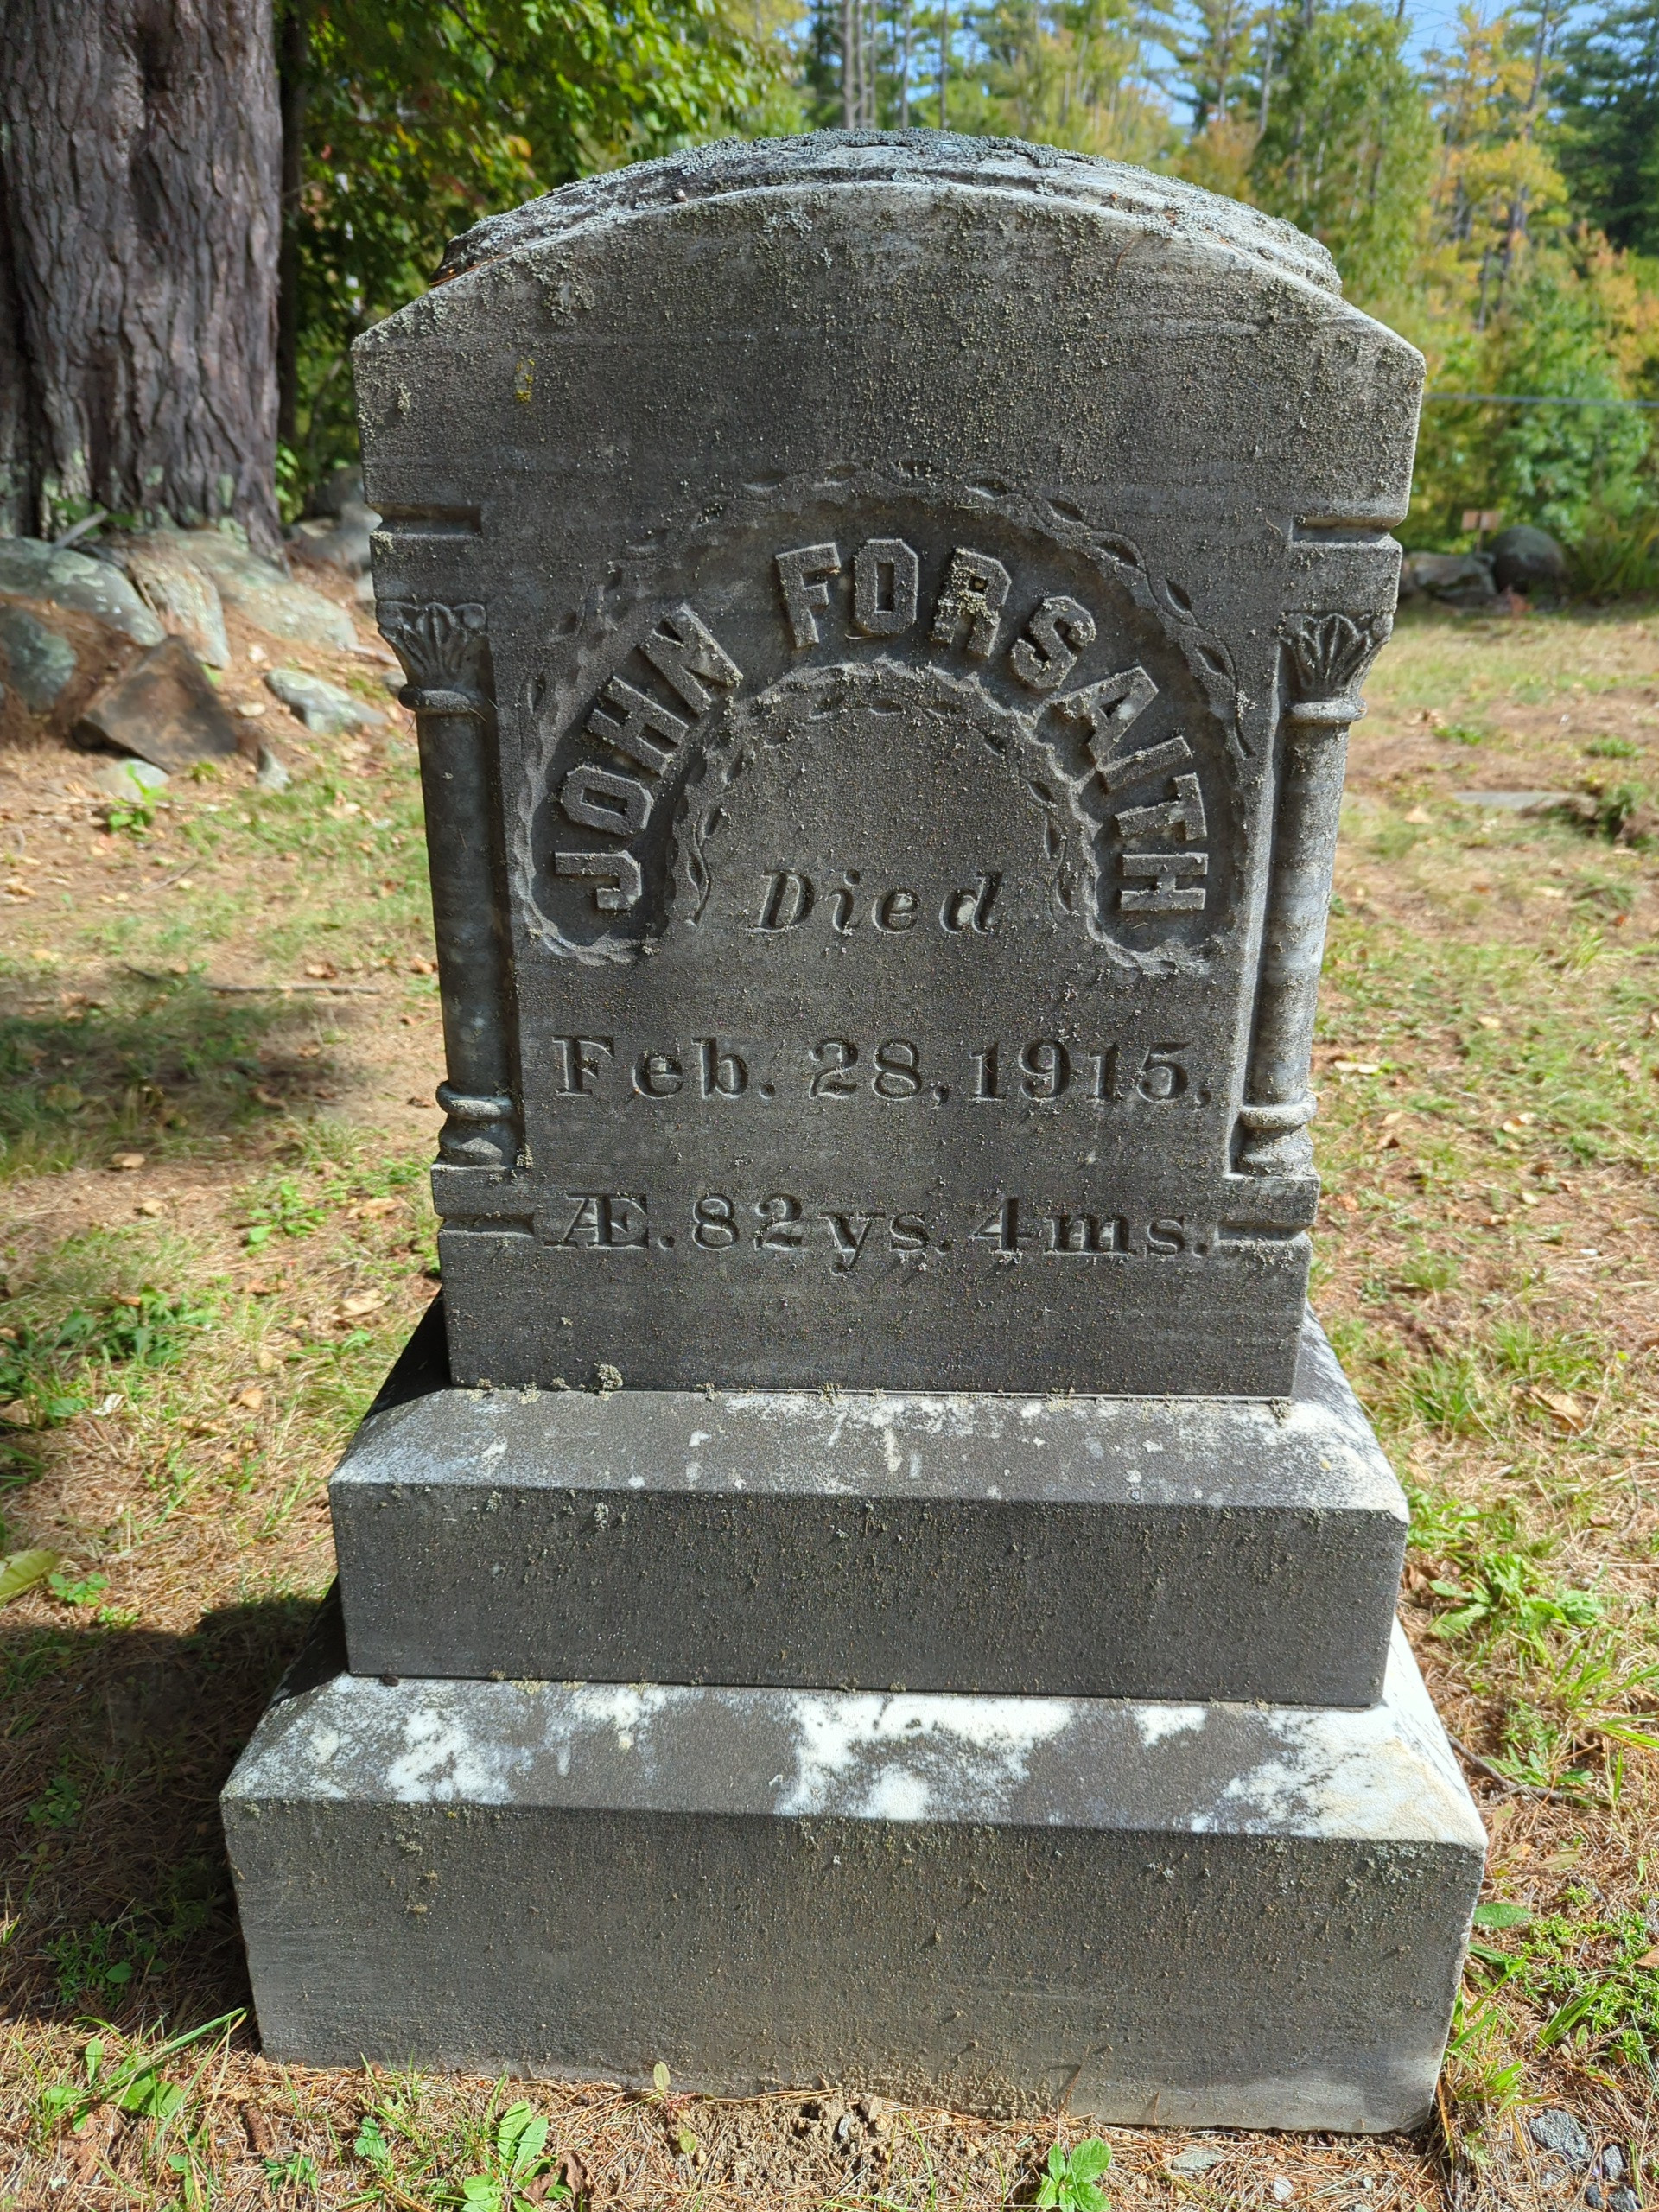 JOHN FORSAITH
Died
Feb. 28, 1915,
Æ. 82 ys. 4 ms.